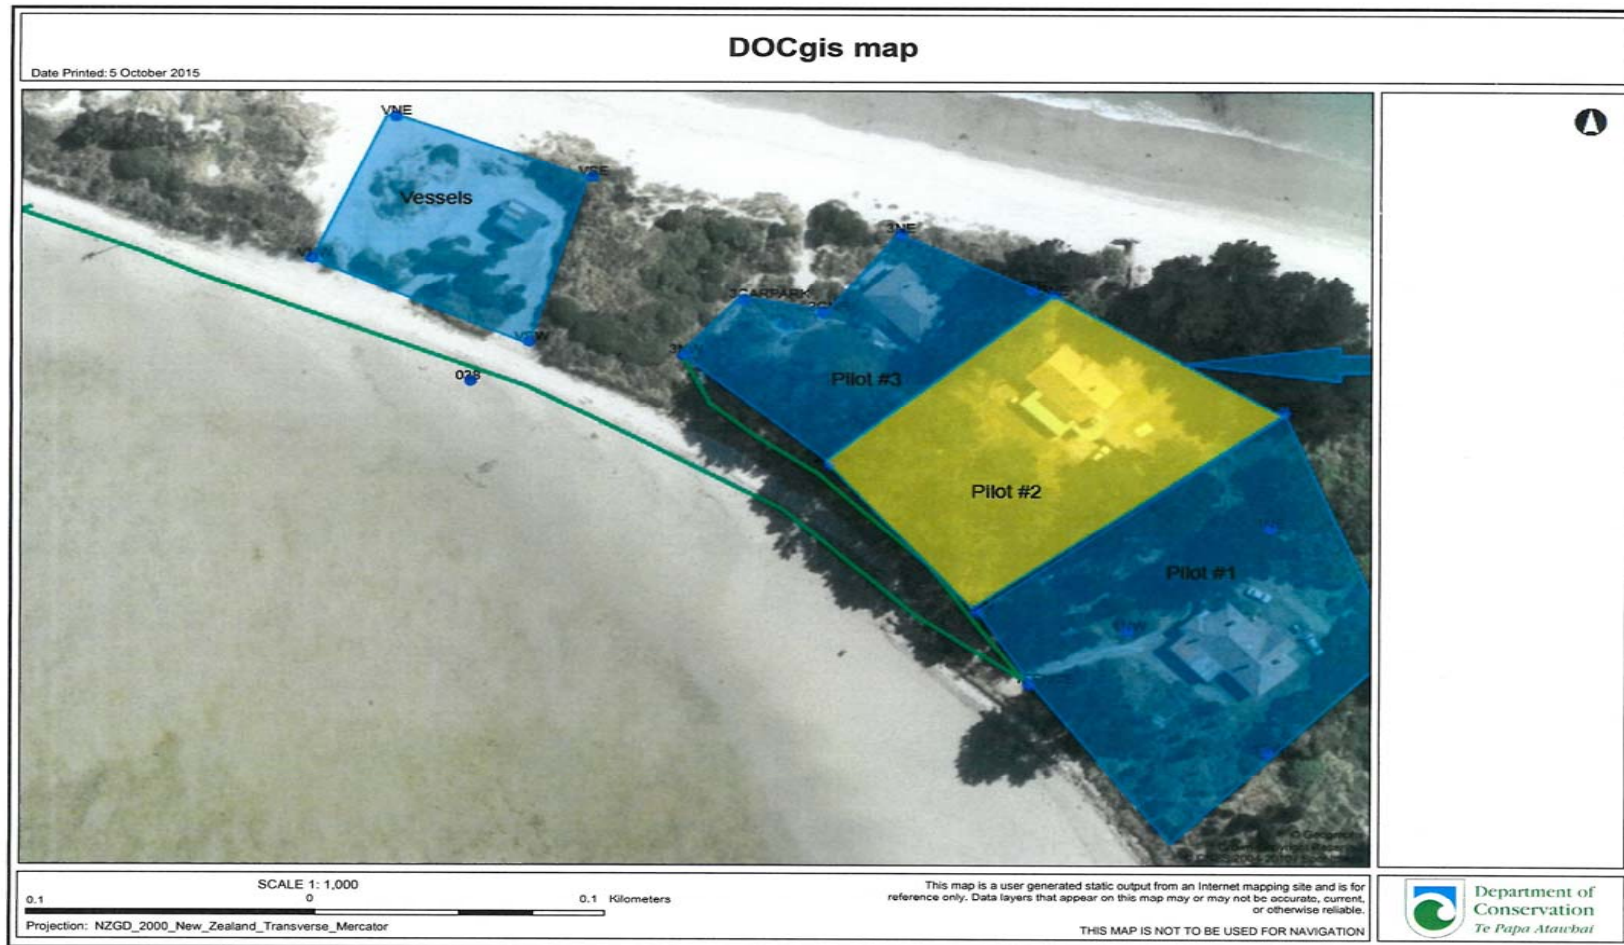 DOCgis map
Date Printed: 5 October 2015
VNE
VSE
Vessels
VSW
038
3NE
3CARPARK
Pilot #3
Pilot #2
Pilot #1
SCALE 1: 1,000
0.1 0 0.1 Kilometers
Projection: NZGD_2000_New_Zealand_Transverse_Mercator
This map is a user generated static output from an Internet mapping site and is for
reference only. Data layers that appear on this map may or may not be accurate, current,
or otherwise reliable.
THIS MAP IS NOT TO BE USED FOR NAVIGATION
Department of
Conservation
Te Papa Atawhai